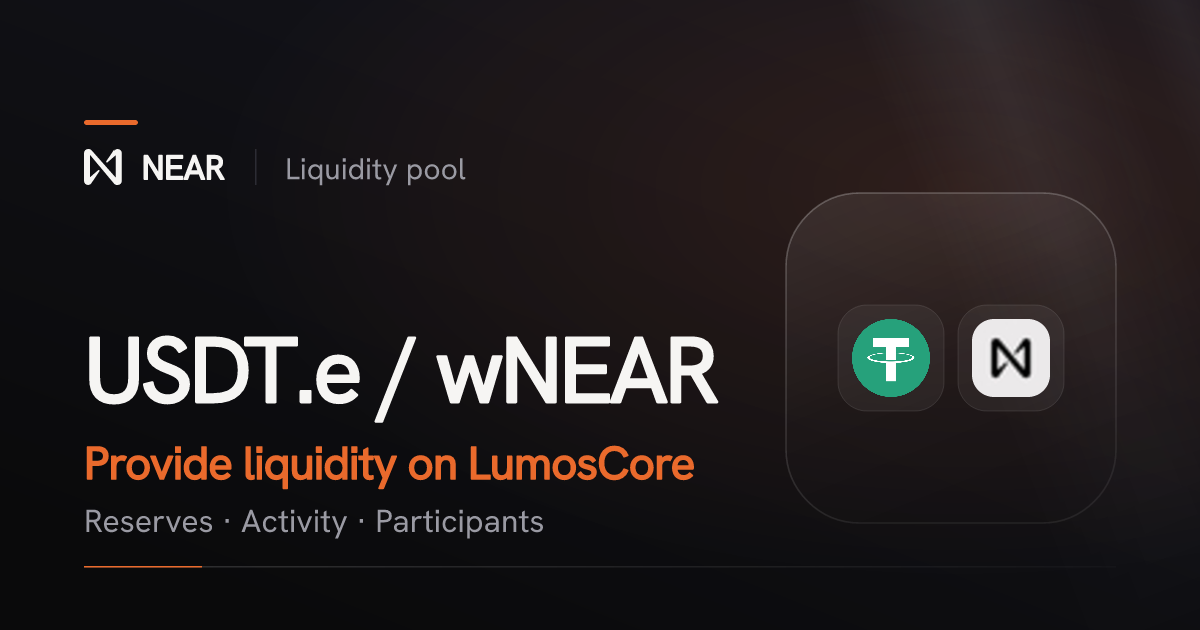 NEAR Liquidity pool
USDT.e / wNEAR
Provide liquidity on LumosCore
Reserves · Activity · Participants